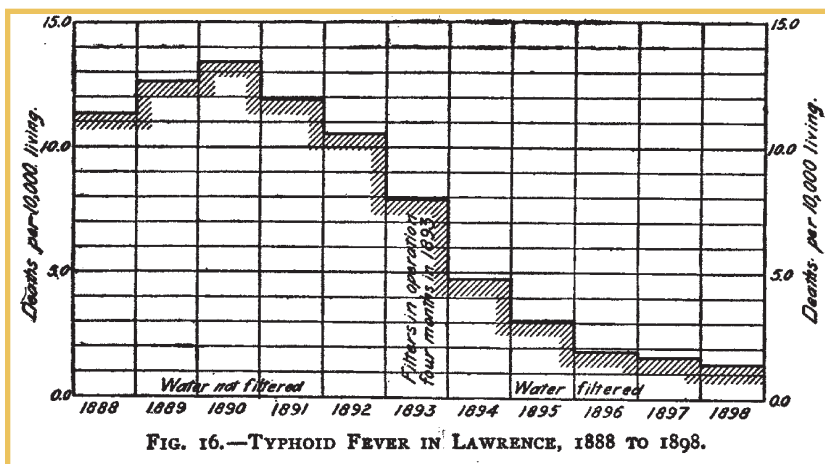 15.0
15.0
Deaths per 10,000 living.
Deaths per 10,000 living.
10.0
10.0
5.0
5.0
Filters in operation
four months in 1893
Water not filtered
Water filtered
0.0
0.0
1888 1889 1890 1891 1892 1893 1894 1895 1896 1897 1898
FIG. 16.—TYPHOID FEVER IN LAWRENCE, 1888 TO 1898.